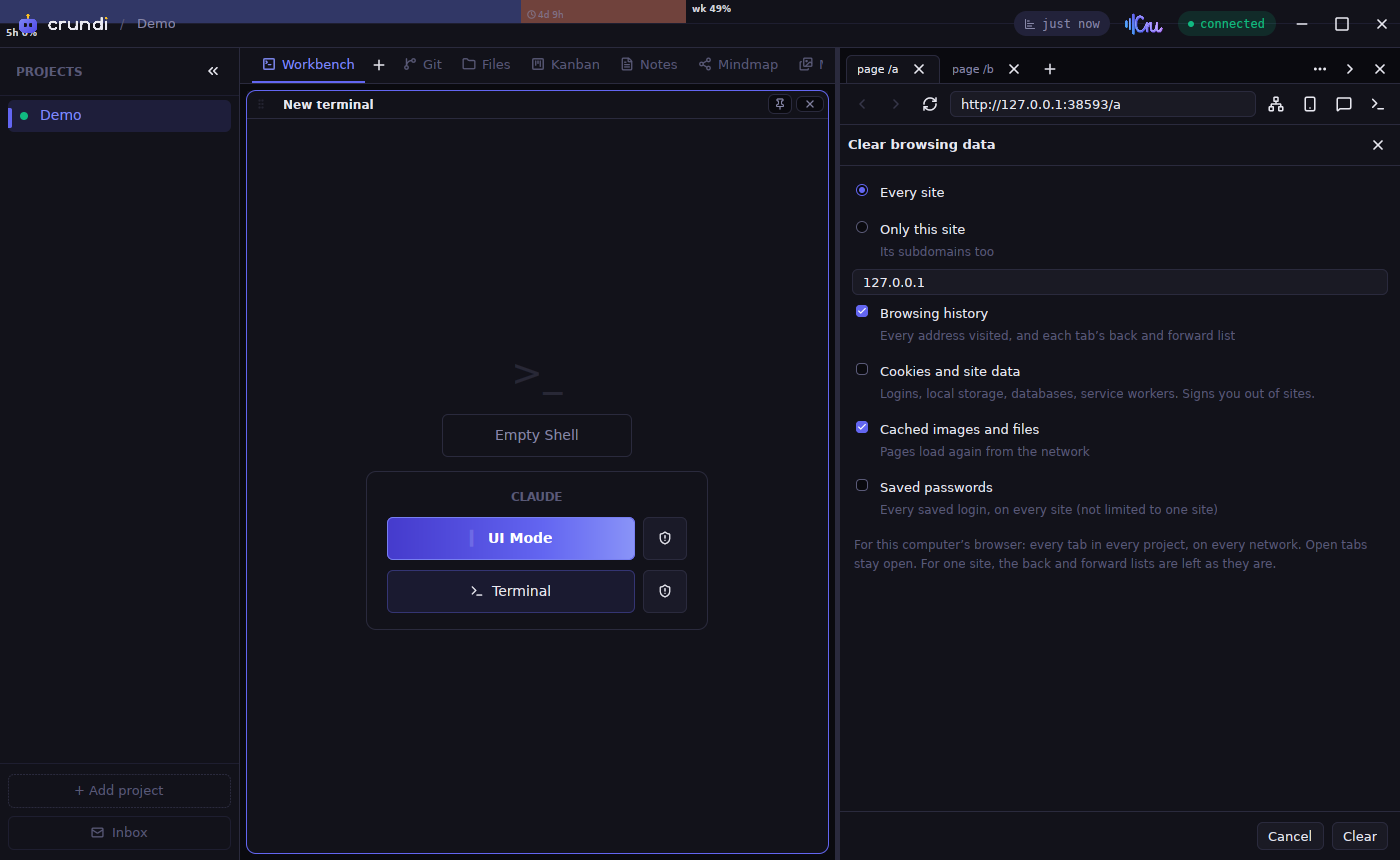 crundi / Demo
4d 9h
wk 49%
just now
connected
PROJECTS
Demo
+ Add project
Inbox
Workbench
Git
Files
Kanban
Notes
Mindmap
New terminal
>_
Empty Shell
CLAUDE
UI Mode
Terminal
page /a
page /b
http://127.0.0.1:38593/a
Clear browsing data
Every site
Only this site
Its subdomains too
127.0.0.1
Browsing history
Every address visited, and each tab’s back and forward list
Cookies and site data
Logins, local storage, databases, service workers. Signs you out of sites.
Cached images and files
Pages load again from the network
Saved passwords
Every saved login, on every site (not limited to one site)
For this computer’s browser: every tab in every project, on every network. Open tabs
stay open. For one site, the back and forward lists are left as they are.
Cancel
Clear